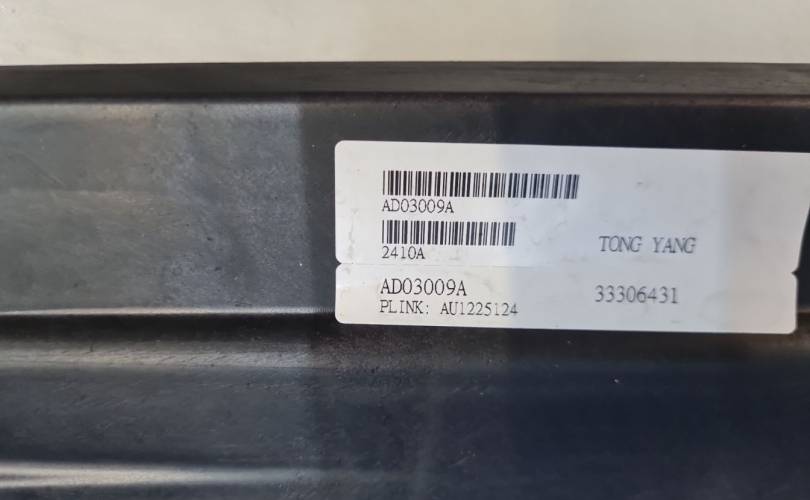 AD03009A
2410A
TONG YANG
AD03009A
33306431
PLINK: AU1225124